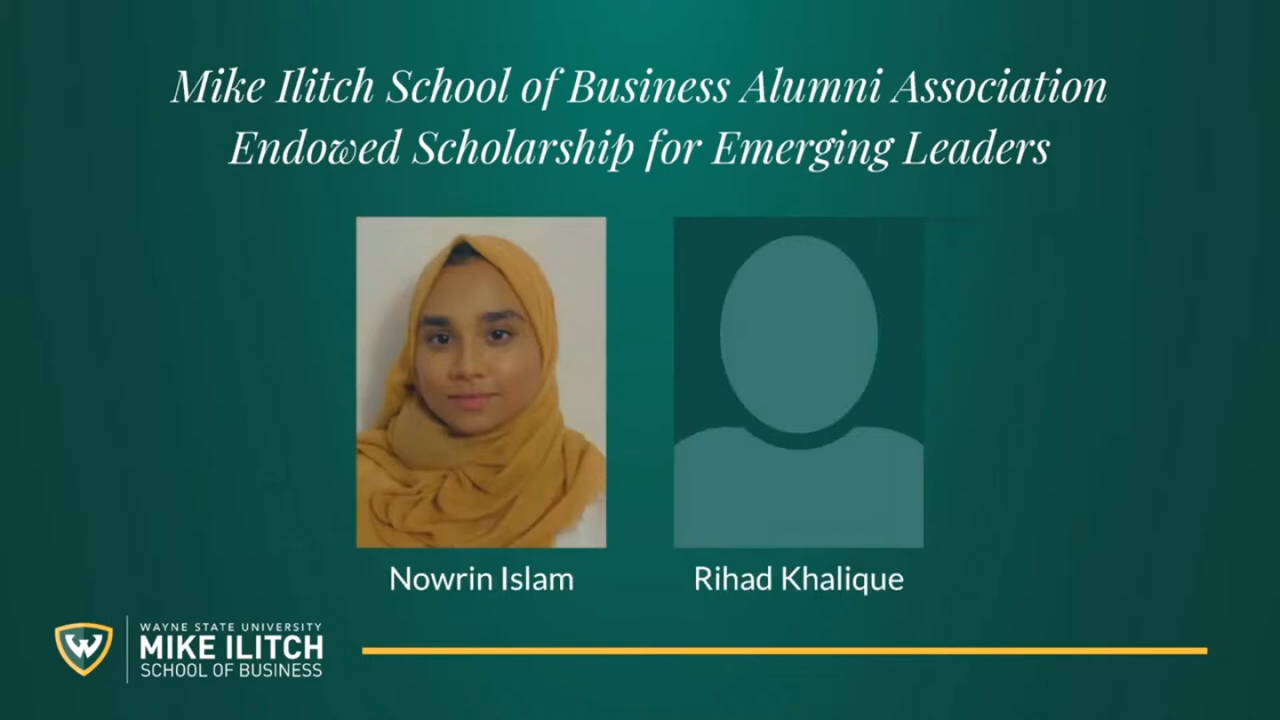 Mike Ilitch School of Business Alumni Association
Endowed Scholarship for Emerging Leaders
Nowrin Islam
Rihad Khalique
W
WAYNE STATE UNIVERSITY
MIKE ILITCH
SCHOOL OF BUSINESS